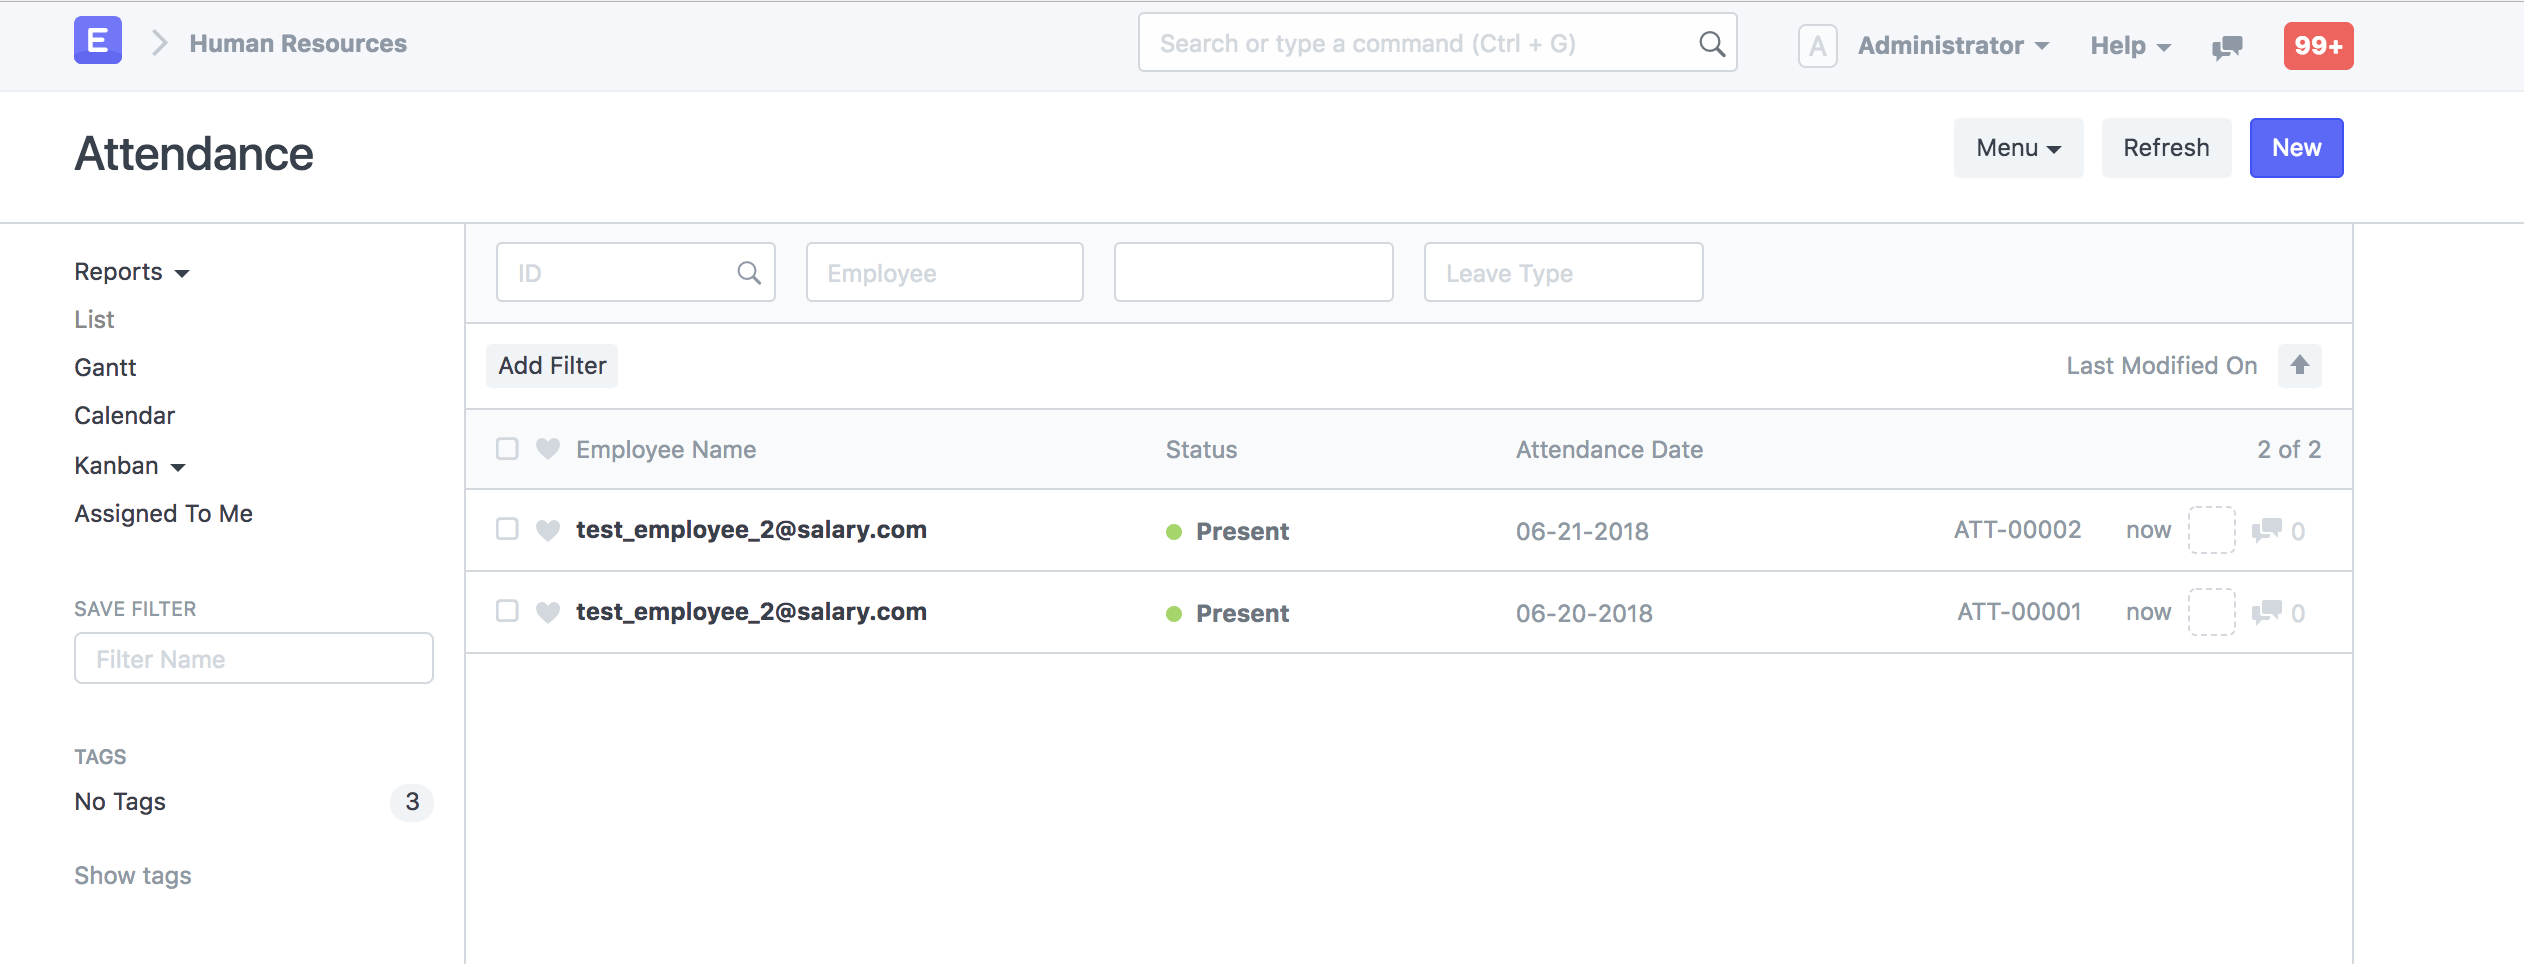 E Human Resources Search or type a command (Ctrl + G) A Administrator Help 99+
Attendance Menu Refresh New
Reports
List
Gantt
Calendar
Kanban
Assigned To Me
SAVE FILTER
Filter Name
TAGS
No Tags 3
Show tags
ID Employee Leave Type
Add Filter Last Modified On
Employee Name Status Attendance Date 2 of 2
test_employee_2@salary.com Present 06-21-2018 ATT-00002 now 0
test_employee_2@salary.com Present 06-20-2018 ATT-00001 now 0